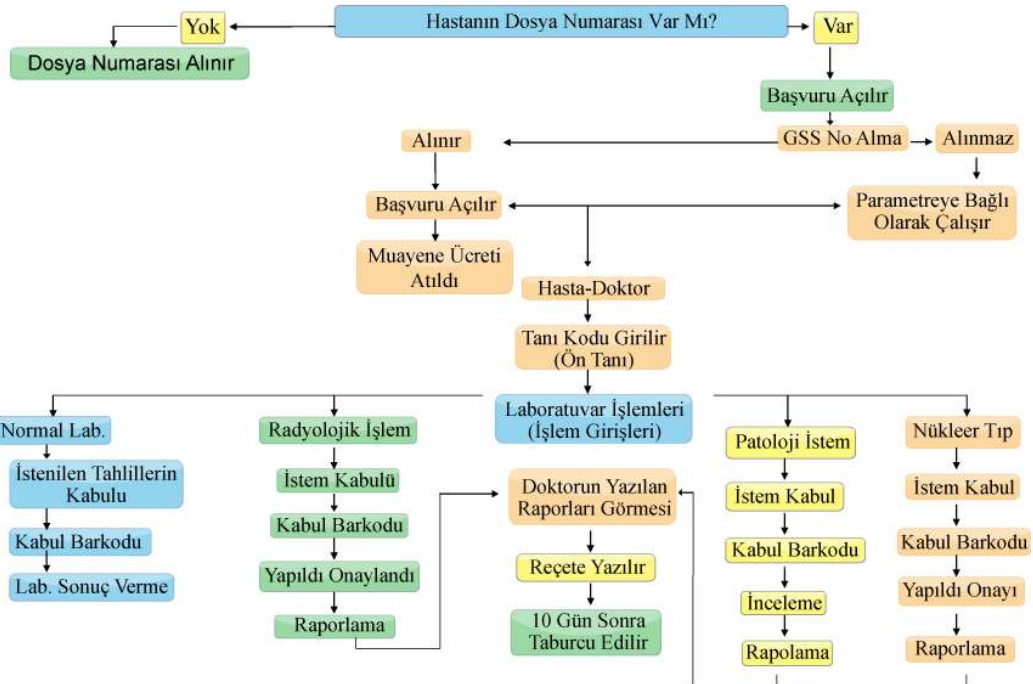 Hastanın Dosya Numarası Var Mı?
Yok
Var
Dosya Numarası Alınır
Başvuru Açılır
Alınır
GSS No Alma
Alınmaz
Başvuru Açılır
Parametreye Bağlı
Olarak Çalışır
Muayene Ücreti
Atıldı
Hasta-Doktor
Tanı Kodu Girilir
(Ön Tanı)
Laboratuvar İşlemleri
(İşlem Girişleri)
Normal Lab.
İstenilen Tahlillerin
Kabulu
Kabul Barkodu
Lab. Sonuç Verme
Radyolojik İşlem
İstem Kabulü
Kabul Barkodu
Yapıldı Onaylandı
Raporlama
Doktorun Yazılan
Raporları Görmesi
Reçete Yazılır
10 Gün Sonra
Taburcu Edilir
Patoloji İstem
İstem Kabul
Kabul Barkodu
İnceleme
Rapolama
Nükleer Tıp
İstem Kabul
Kabul Barkodu
Yapıldı Onayı
Raporlama